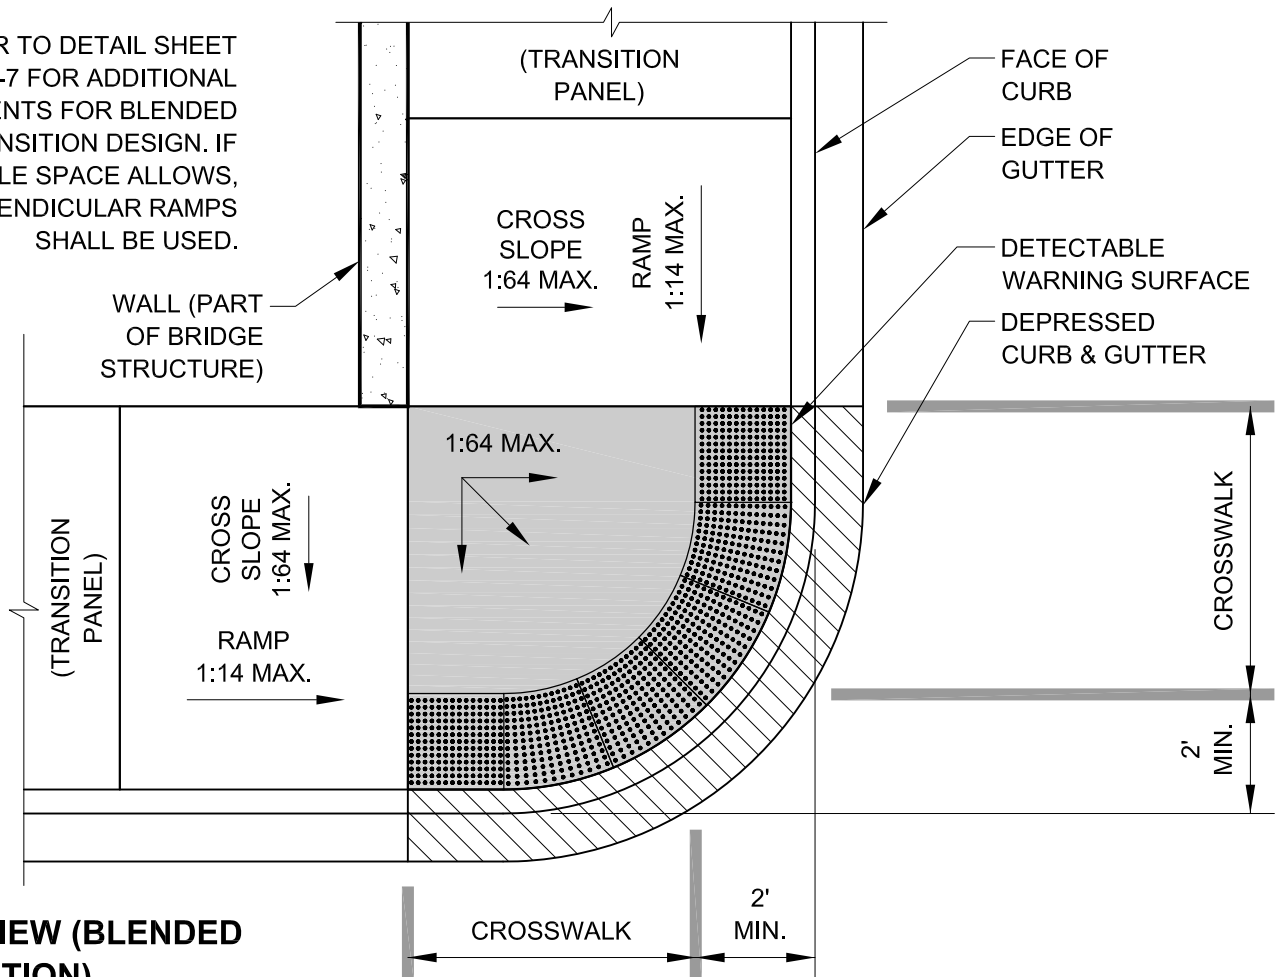 R TO DETAIL SHEET
-7 FOR ADDITIONAL
ENTS FOR BLENDED
NSITION DESIGN. IF
LE SPACE ALLOWS,
ENDICULAR RAMPS
SHALL BE USED.
WALL (PART
OF BRIDGE
STRUCTURE)
(TRANSITION
PANEL)
CROSS
SLOPE
1:64 MAX.
RAMP
1:14 MAX.
FACE OF
CURB
EDGE OF
GUTTER
DETECTABLE
WARNING SURFACE
DEPRESSED
CURB & GUTTER
1:64 MAX.
(TRANSITION
PANEL)
CROSS
SLOPE
1:64 MAX.
RAMP
1:14 MAX.
CROSSWALK
2'
MIN.
CROSSWALK
2'
MIN.
IEW (BLENDED
TION)